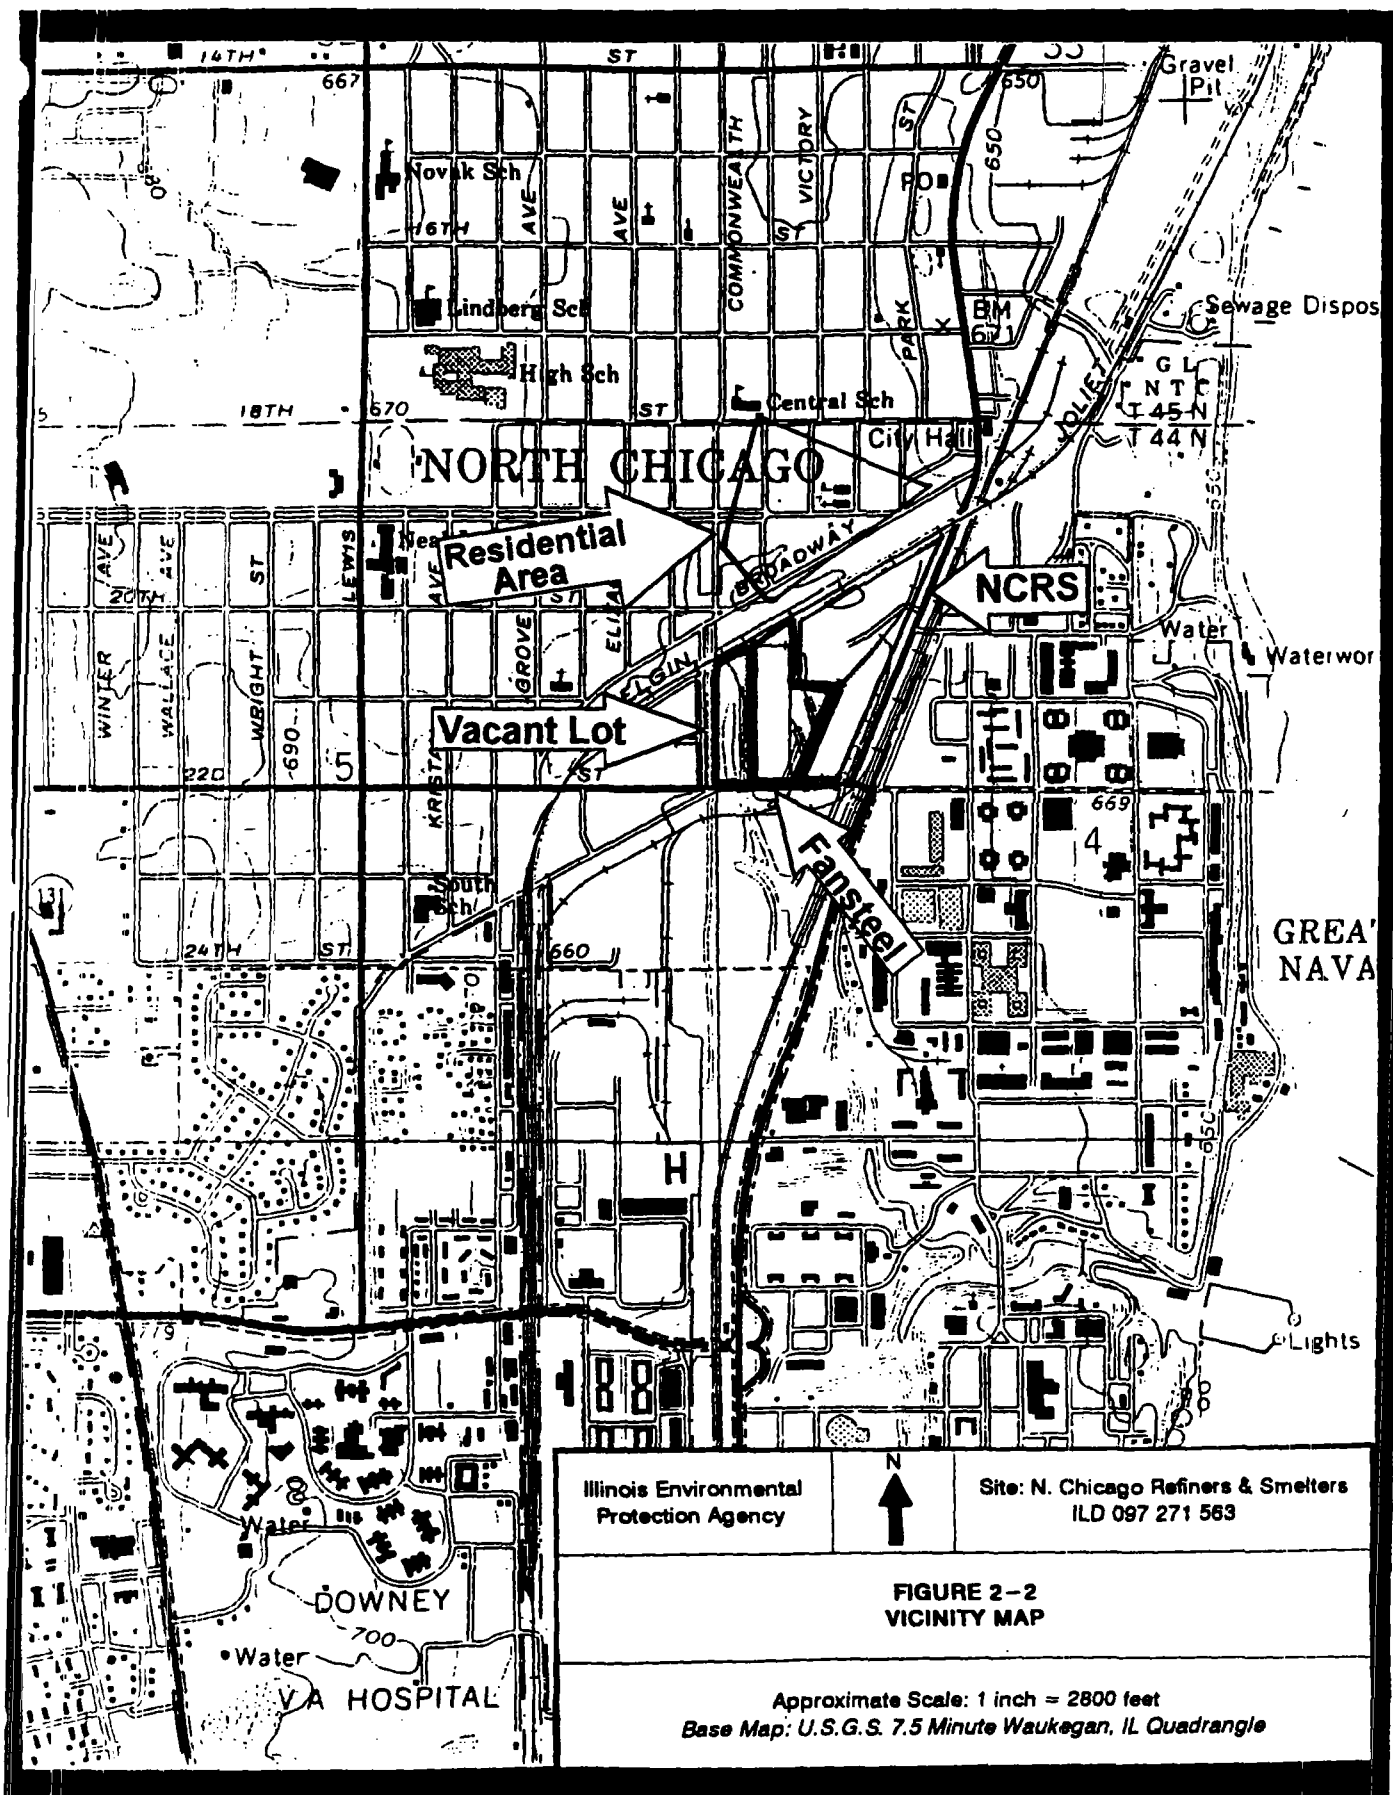 14TH
ST
33
Gravel
Pit
667
650
650
COMMONWEALTH
VICTORY
ST
PARK
Novak Sch
AVE
AVE
PO
16TH
ST
Lindberg Sch
BM
671
Sewage Dispos
High Sch
G L
N T C
JOLIET
18TH
670
ST
Central Sch
T 45 N
T 44 N
City Hall
NORTH CHICAGO
650
Residential
Area
BROADWAY
NCRS
WINTER
AVE
WALLACE
AVE
WRIGHT
ST
LEWIS
AVE
20TH
ST
GROVE
ELGIN
Water
Waterwor
Vacant Lot
690
5
22D
ST
669
4
Fansteel
131
South
Sch
24TH
ST
660
GREA
NAVA
H
650
9
Lights
Water
DOWNEY
700
Water
V A HOSPITAL
Illinois Environmental
Protection Agency
N
Site: N. Chicago Refiners & Smelters
ILD 097 271 563
FIGURE 2-2
VICINITY MAP
Approximate Scale: 1 inch = 2800 feet
Base Map: U.S.G.S. 7.5 Minute Waukegan, IL Quadrangle